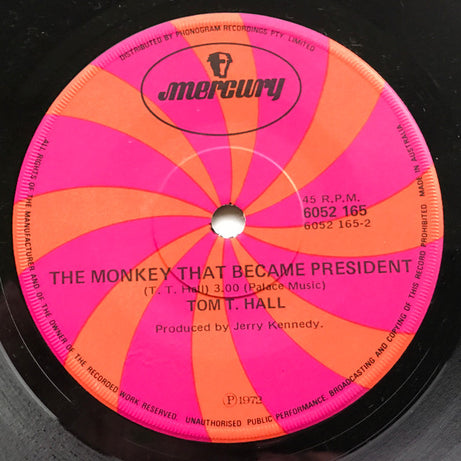 DISTRIBUTED BY PHONOGRAM RECORDINGS PTY. LIMITED
mercury
45 R.P.M.
6052 165
6052 165-2
THE MONKEY THAT BECAME PRESIDENT
(T. T. Hall) 3.00 (Palace Music)
TOM T. HALL
Produced by Jerry Kennedy.
Ⓟ 1972
ALL RIGHTS OF THE MANUFACTURER AND OF THE OWNER OF THE RECORDED WORK RESERVED. UNAUTHORISED PUBLIC PERFORMANCE, BROADCASTING AND COPYING OF THIS RECORD PROHIBITED MADE IN AUSTRALIA